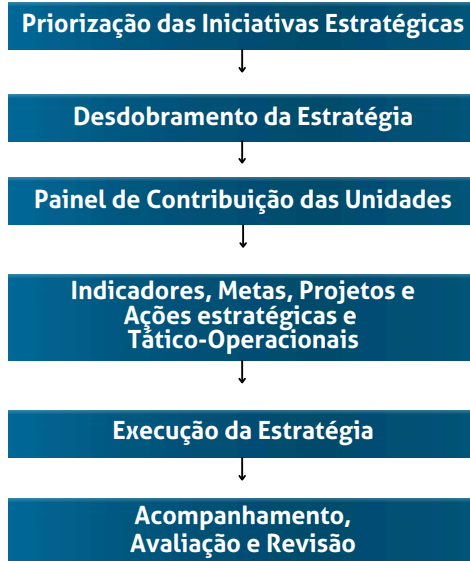 Priorização das Iniciativas Estratégicas
Desdobramento da Estratégia
Painel de Contribuição das Unidades
Indicadores, Metas, Projetos e
Ações estratégicas e
Tático-Operacionais
Execução da Estratégia
Acompanhamento,
Avaliação e Revisão